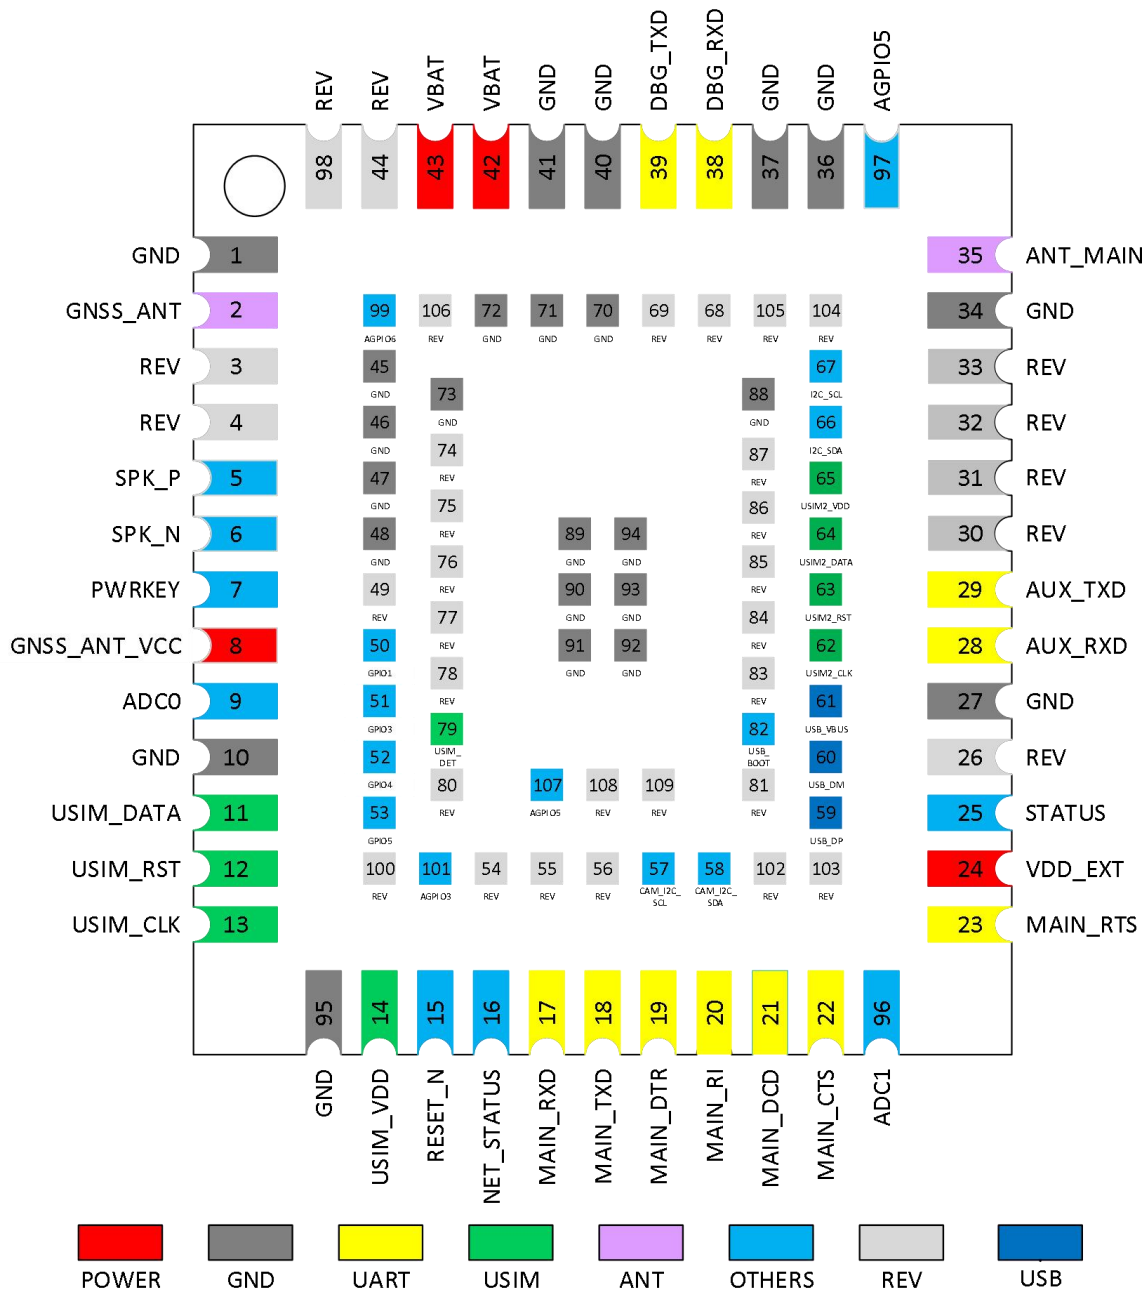 REV REV VBAT VBAT GND GND DBG_TXD DBG_RXD GND GND AGPIO5
98 44 43 42 41 40 39 38 37 36 97
GND 1 35 ANT_MAIN
GNSS_ANT 2 99 106 72 71 70 69 68 105 104 34 GND
AGPIO6 REV GND GND GND REV REV REV REV
REV 3 45 67 33 REV
GND 73 88 I2C_SCL
REV 4 46 GND GND 66 32 REV
GND 74 87 I2C_SDA
SPK_P 5 47 REV REV 65 31 REV
GND 75 86 USIM2_VDD
SPK_N 6 48 REV 89 94 REV 64 30 REV
GND 76 GND GND 85 USIM2_DATA
PWRKEY 7 49 REV 90 93 REV 63 29 AUX_TXD
REV 77 GND GND 84 USIM2_RST
GNSS_ANT_VCC 8 50 REV 91 92 REV 62 28 AUX_RXD
GPIO1 78 GND GND 83 USIM2_CLK
ADC0 9 51 REV REV 61 27 GND
GPIO3 79 82 USB_VBUS
GND 10 52 USIM_ USB_ 60 26 REV
DET BOOT
GPIO4 80 107 108 109 81 USB_DM
USIM_DATA 11 53 REV AGPIO5 REV REV REV 59 25 STATUS
GPIO5 USB_DP
USIM_RST 12 100 101 54 55 56 57 58 102 103 24 VDD_EXT
REV AGPIO3 REV REV REV CAM_I2C_ CAM_I2C_ REV REV
SCL SDA
USIM_CLK 13 23 MAIN_RTS
95 14 15 16 17 18 19 20 21 22 96
GND USIM_VDD RESET_N NET_STATUS MAIN_RXD MAIN_TXD MAIN_DTR MAIN_RI MAIN_DCD MAIN_CTS ADC1
POWER GND UART USIM ANT OTHERS REV USB